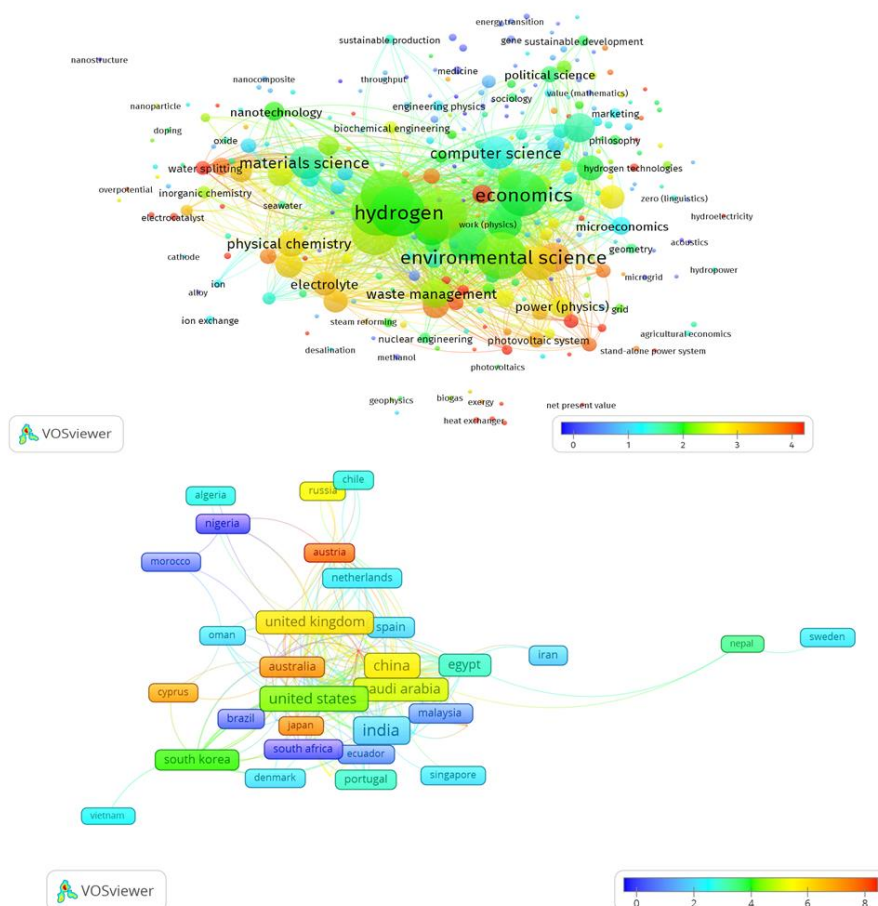 energy transition
gene sustainable development
sustainable production
nanostructure
medicine
political science
nanocomposite
throughput
value (mathematics)
nanoparticle
engineering physics
sociology
marketing
nanotechnology
doping
biochemical engineering
philosophy
oxide
computer science
water splitting
materials science
hydrogen technologies
overpotential
inorganic chemistry
economics
zero (linguistics)
seawater
hydrogen
electrocatalyst
work (physics)
microeconomics
hydroelectricity
physical chemistry
acoustics
geometry
cathode
environmental science
hydropower
ion
electrolyte
microgrid
alloy
waste management
power (physics)
grid
ion exchange
steam reforming
agricultural economics
nuclear engineering
photovoltaic system
desalination
stand-alone power system
methanol
photovoltaics
geophysics
biogas
exergy
net present value
heat exchanger
VOSviewer
0 1 2 3 4
chile
russia
algeria
nigeria
austria
morocco
netherlands
united kingdom
spain
oman
nepal
sweden
iran
egypt
china
australia
saudi arabia
cyprus
united states
malaysia
brazil
japan
india
south africa
ecuador
south korea
denmark
portugal
singapore
vietnam
VOSviewer
0 2 4 6 8